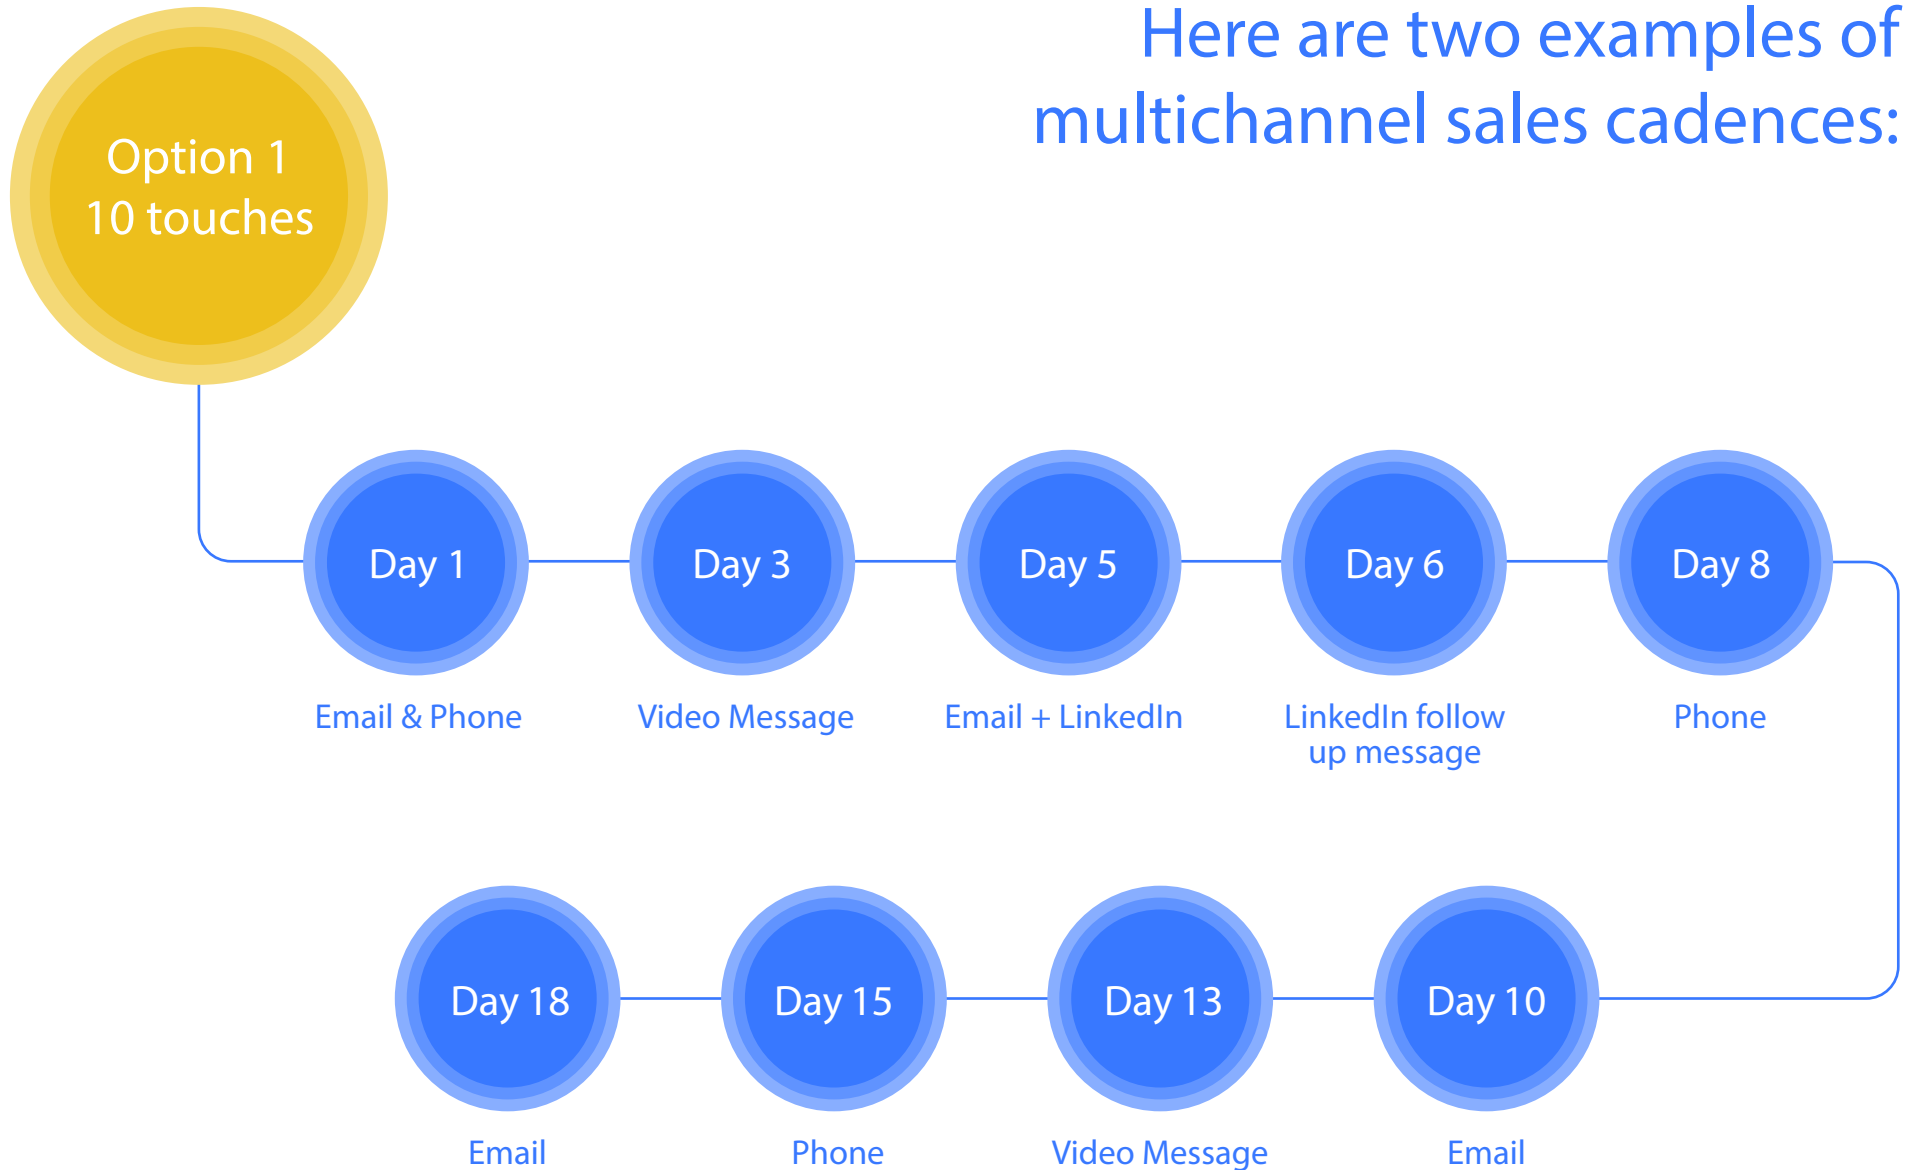 Here are two examples of
multichannel sales cadences:
Option 1
10 touches
Day 1
Email & Phone
Day 3
Video Message
Day 5
Email + LinkedIn
Day 6
LinkedIn follow
up message
Day 8
Phone
Day 10
Email
Day 13
Video Message
Day 15
Phone
Day 18
Email